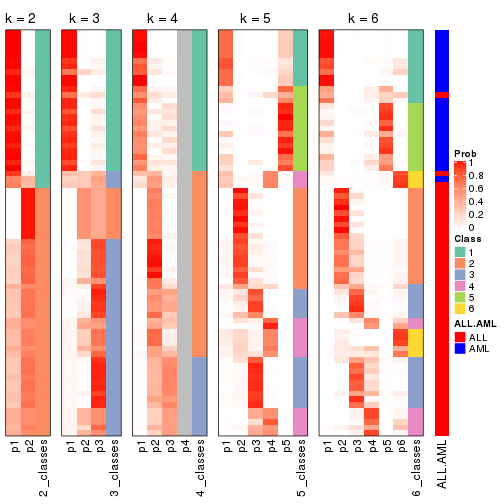 k = 2
k = 3
k = 4
k = 5
k = 6
p1
p2
2_classes
p1
p2
p3
3_classes
p1
p2
p3
p4
4_classes
p1
p2
p3
p4
p5
5_classes
p1
p2
p3
p4
p5
p6
6_classes
ALL.AML
Prob
1
0.8
0.6
0.4
0.2
0
Class
1
2
3
4
5
6
ALL.AML
ALL
AML